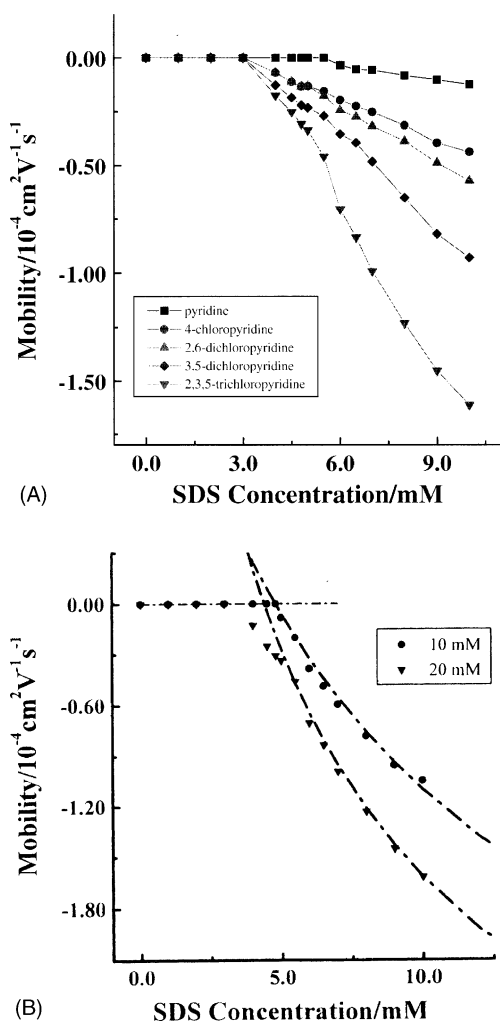 0.00
-0.50
-1.00
-1.50
Mobility/10⁻⁴cm²V⁻¹s⁻¹
pyridine
4-chloropyridine
2,6-dichloropyridine
3,5-dichloropyridine
2,3,5-trichloropyridine
0.0 3.0 6.0 9.0
(A) SDS Concentration/mM
0.00
-0.60
-1.20
-1.80
Mobility/10⁻⁴cm²V⁻¹s⁻¹
10 mM
20 mM
0.0 5.0 10.0
(B) SDS Concentration/mM